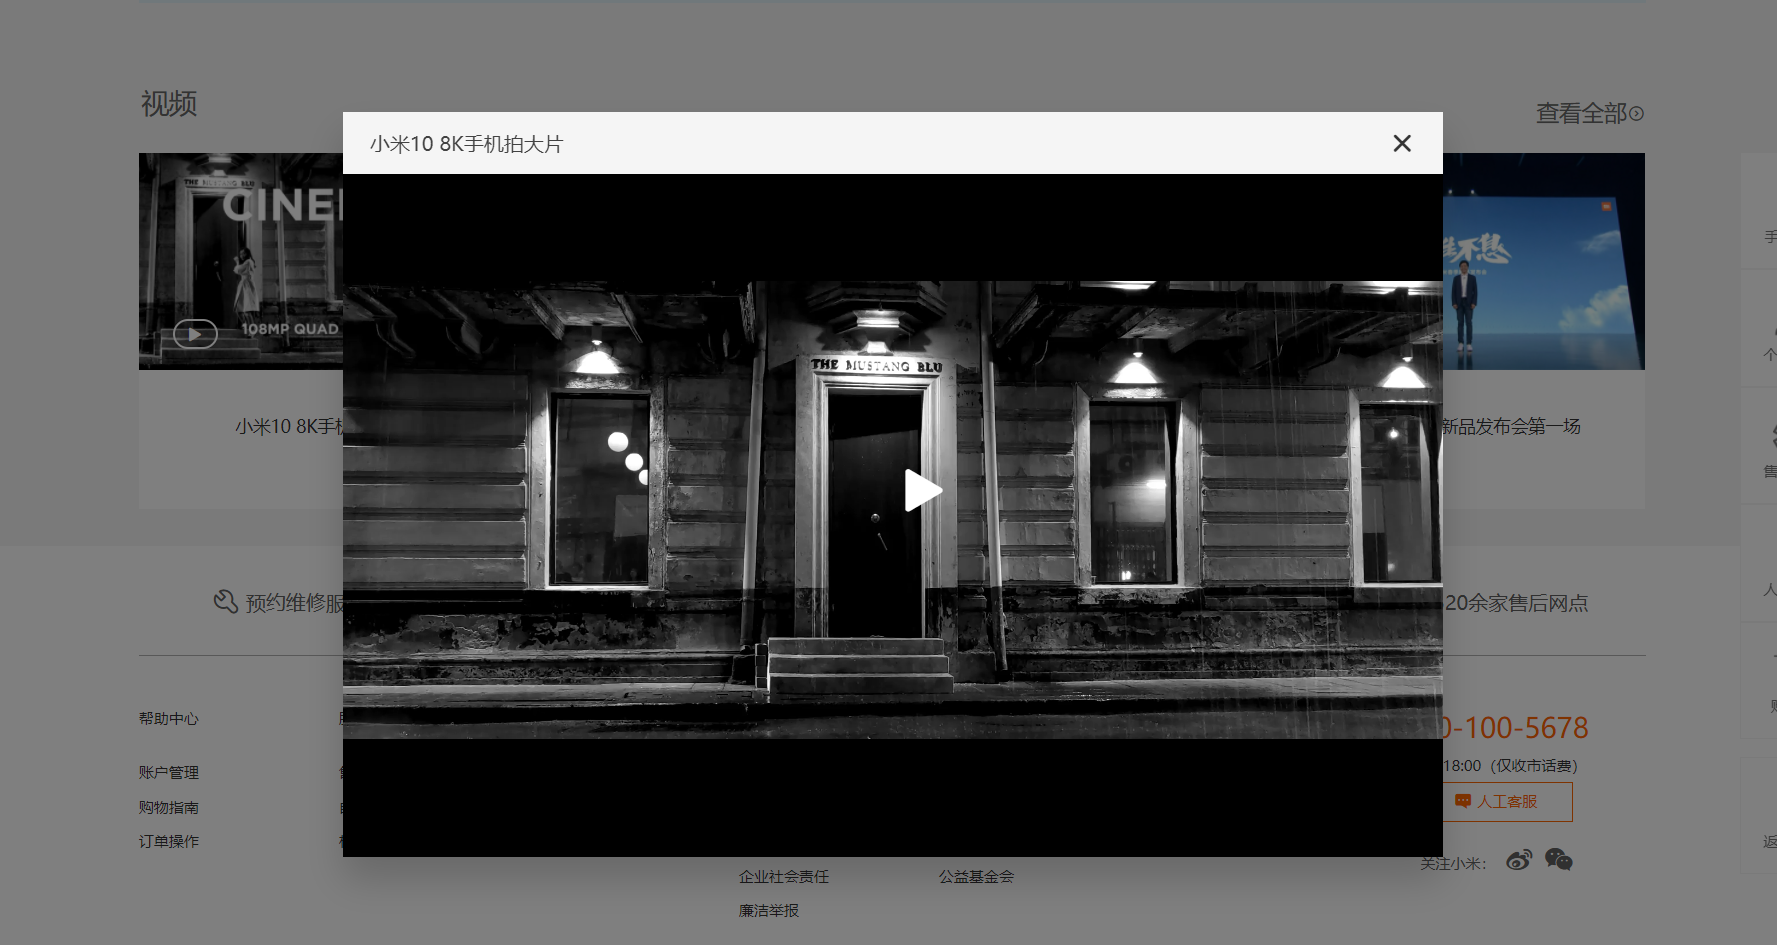 视频
查看全部
小米10 8K手机拍大片
CINE
THE MUSTANG BLU
108MP QUAD
THE MUSTANG BLU
不想
小米10 8K手
新品发布会第一场
预约维修服
20余家售后网点
帮助中心
账户管理
购物指南
订单操作
企业社会责任
廉洁举报
公益基金会
0-100-5678
18:00（仅收市话费）
人工客服
关注小米：
手
个
售
人
返